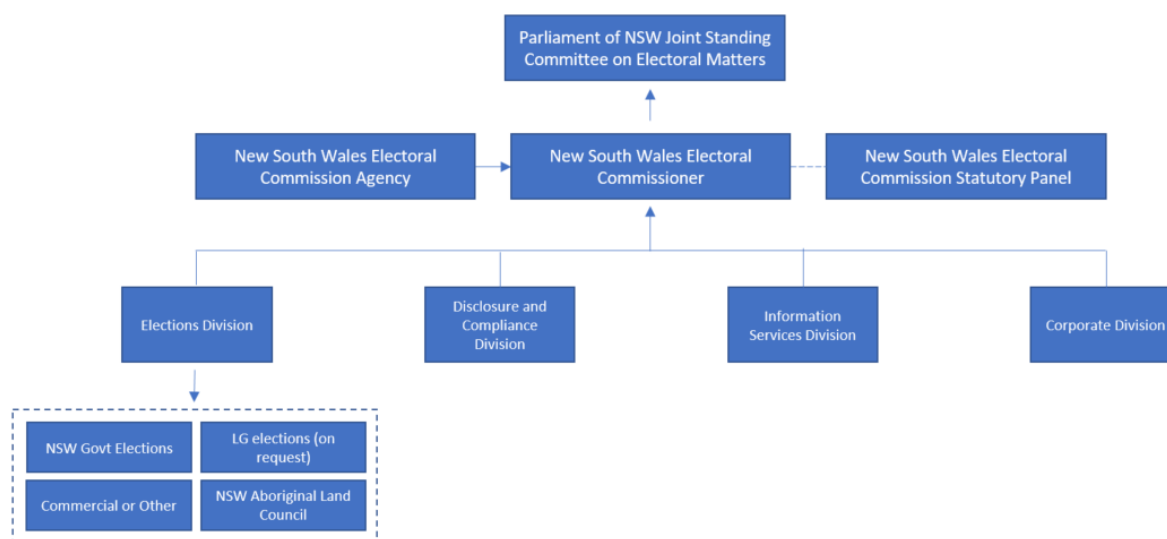 Parliament of NSW Joint Standing
Committee on Electoral Matters
New South Wales Electoral
Commission Agency
New South Wales Electoral
Commissioner
New South Wales Electoral
Commission Statutory Panel
Elections Division
Disclosure and
Compliance
Division
Information
Services Division
Corporate Division
NSW Govt Elections
LG elections (on
request)
Commercial or Other
NSW Aboriginal Land
Council